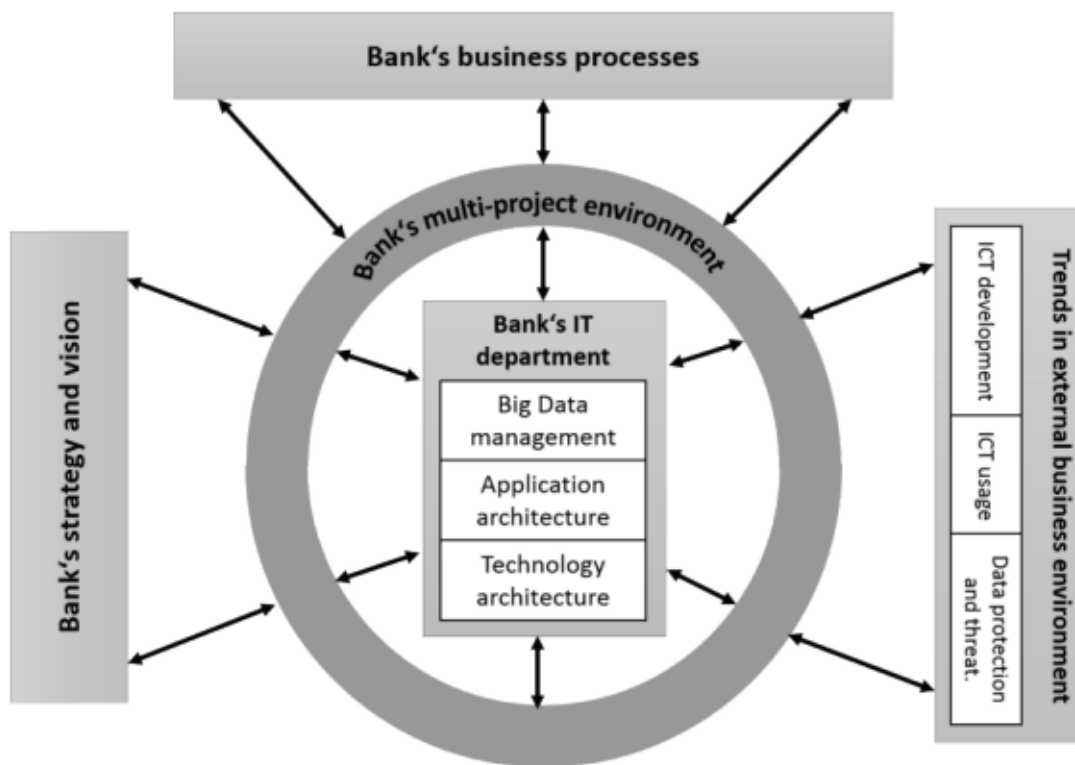 Bank‘s business processes
Bank‘s multi-project environment
Bank‘s strategy and vision
Bank‘s IT
department
Big Data
management
Application
architecture
Technology
architecture
Trends in external business environment
ICT development
ICT usage
Data protection
and threat.